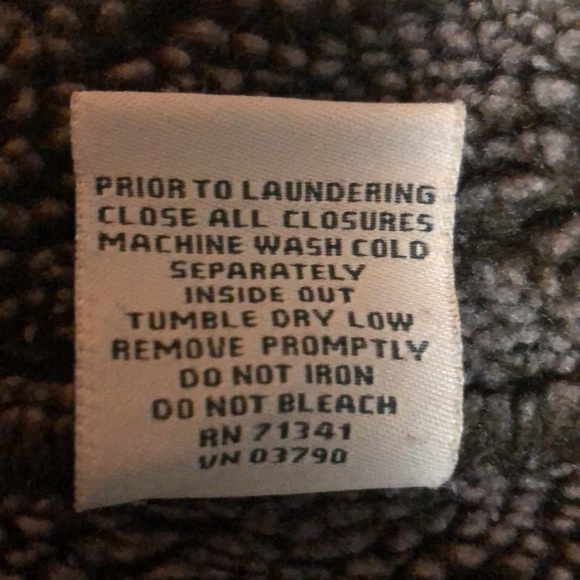 PRIOR TO LAUNDERING
CLOSE ALL CLOSURES
MACHINE WASH COLD
SEPARATELY
INSIDE OUT
TUMBLE DRY LOW
REMOVE PROMPTLY
DO NOT IRON
DO NOT BLEACH
RN 71341
VN 03790